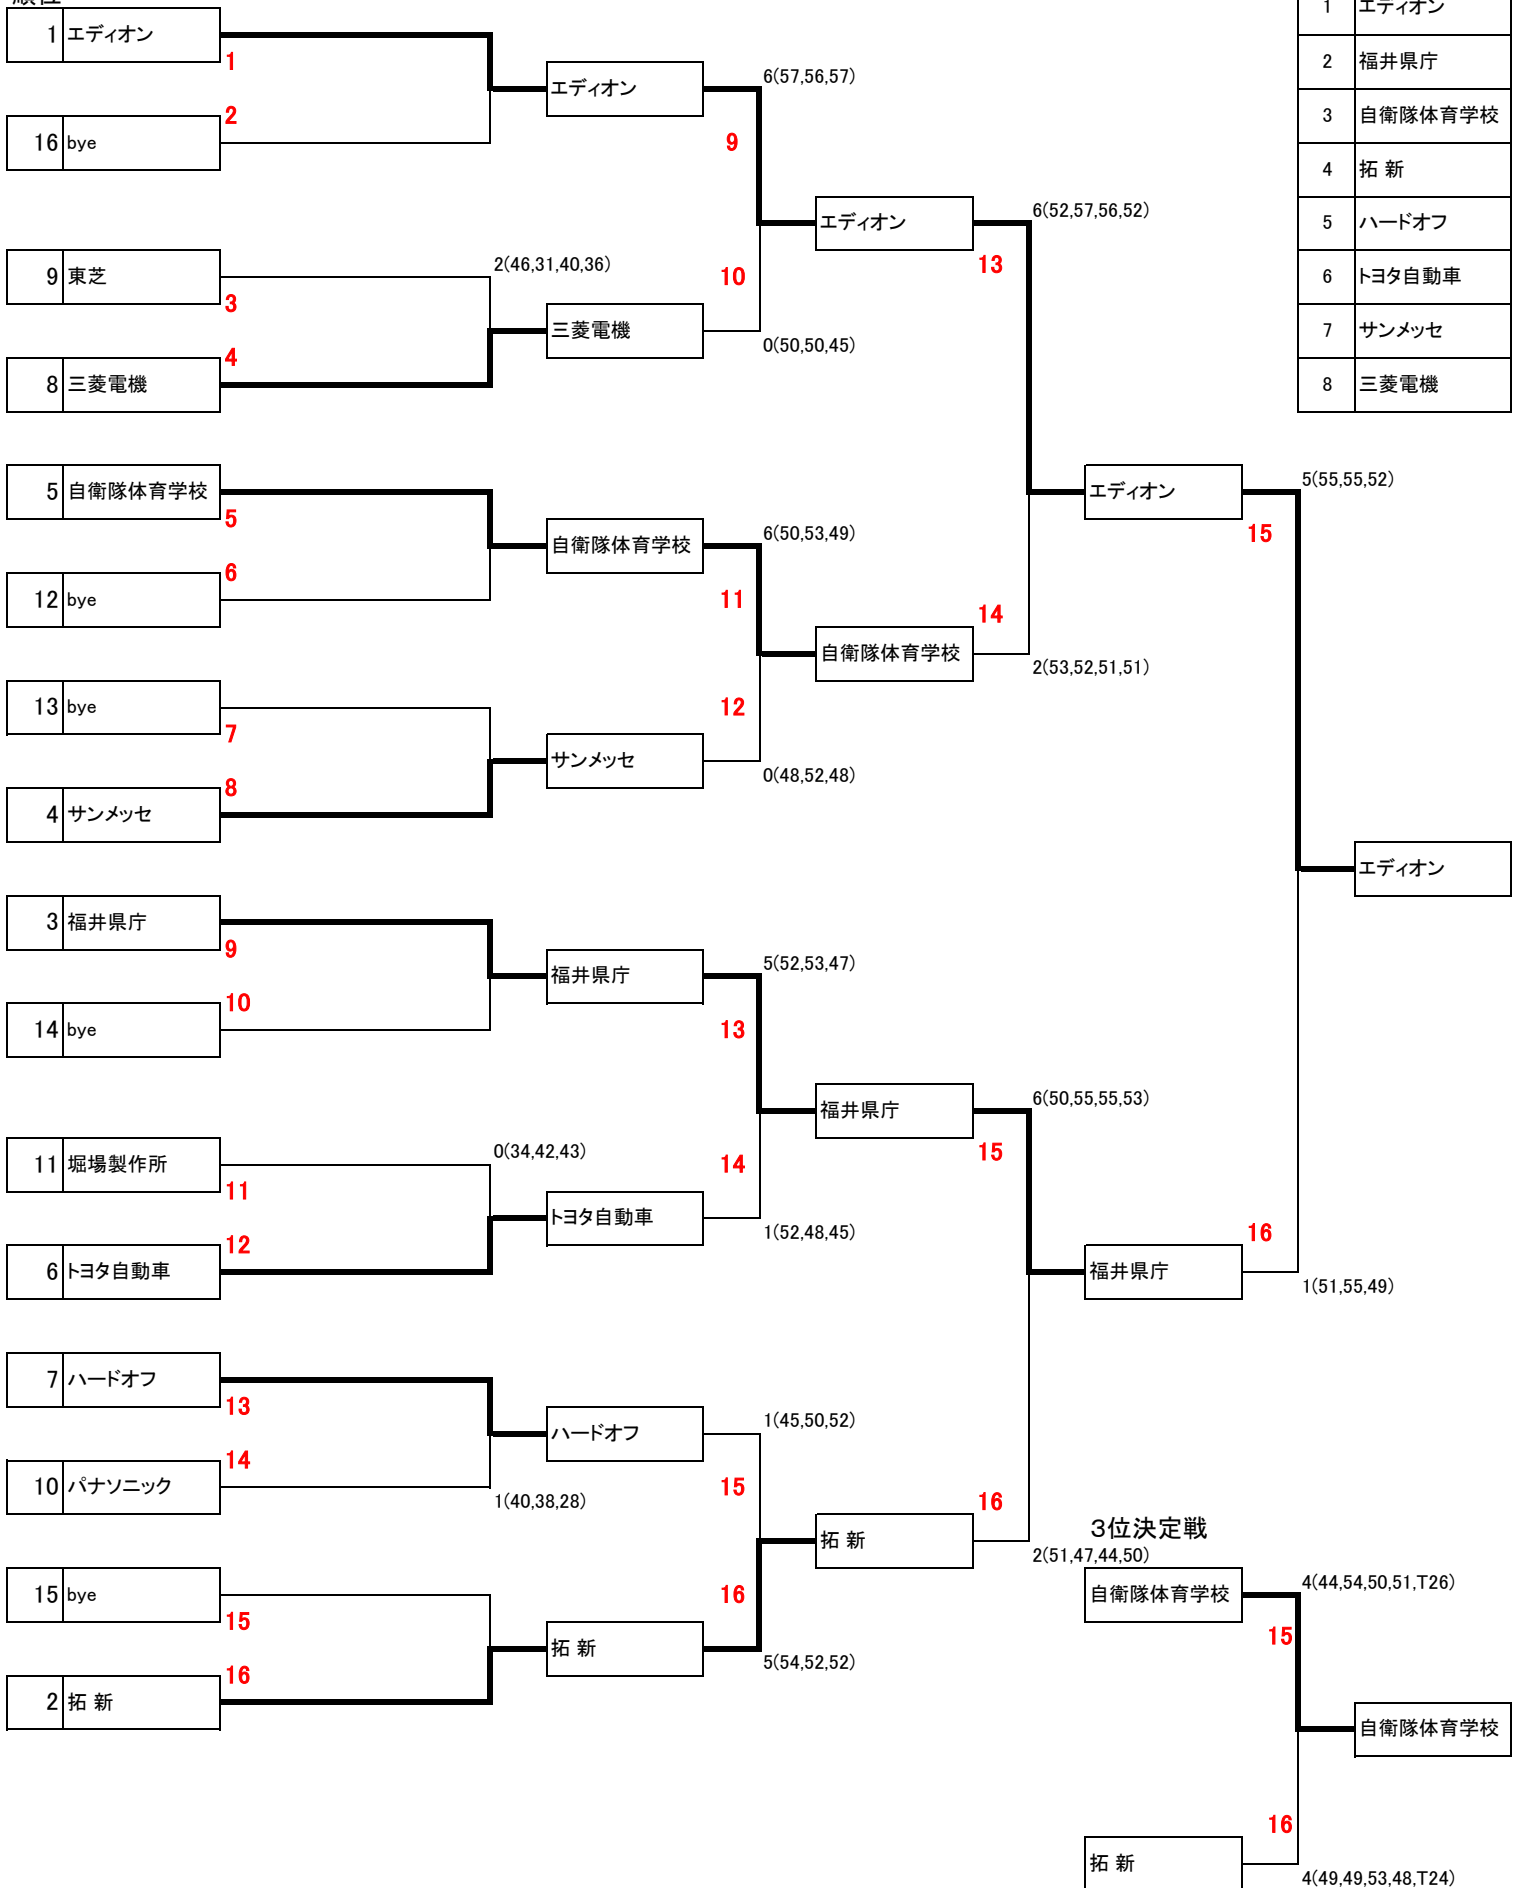 順位
1 エディオン
1
2
16 bye
エディオン
6(57,56,57)
9
9 東芝
3
2(46,31,40,36)
4
8 三菱電機
三菱電機
10
0(50,50,45)
エディオン
6(52,57,56,52)
13
5 自衛隊体育学校
5
6
12 bye
自衛隊体育学校
6(50,53,49)
11
13 bye
7
8
4 サンメッセ
サンメッセ
12
0(48,52,48)
自衛隊体育学校
14
2(53,52,51,51)
エディオン
5(55,55,52)
15
3 福井県庁
9
10
14 bye
福井県庁
5(52,53,47)
13
11 堀場製作所
11
0(34,42,43)
12
6 トヨタ自動車
トヨタ自動車
14
1(52,48,45)
福井県庁
6(50,55,55,53)
15
7 ハードオフ
13
14
10 パナソニック
1(40,38,28)
ハードオフ
1(45,50,52)
15
15 bye
15
16
2 拓 新
拓 新
16
5(54,52,52)
拓 新
16
2(51,47,44,50)
福井県庁
16
1(51,55,49)
エディオン
3位決定戦
自衛隊体育学校
4(44,54,50,51,T26)
15
16
拓 新
4(49,49,53,48,T24)
自衛隊体育学校
1 エディオン
2 福井県庁
3 自衛隊体育学校
4 拓 新
5 ハードオフ
6 トヨタ自動車
7 サンメッセ
8 三菱電機